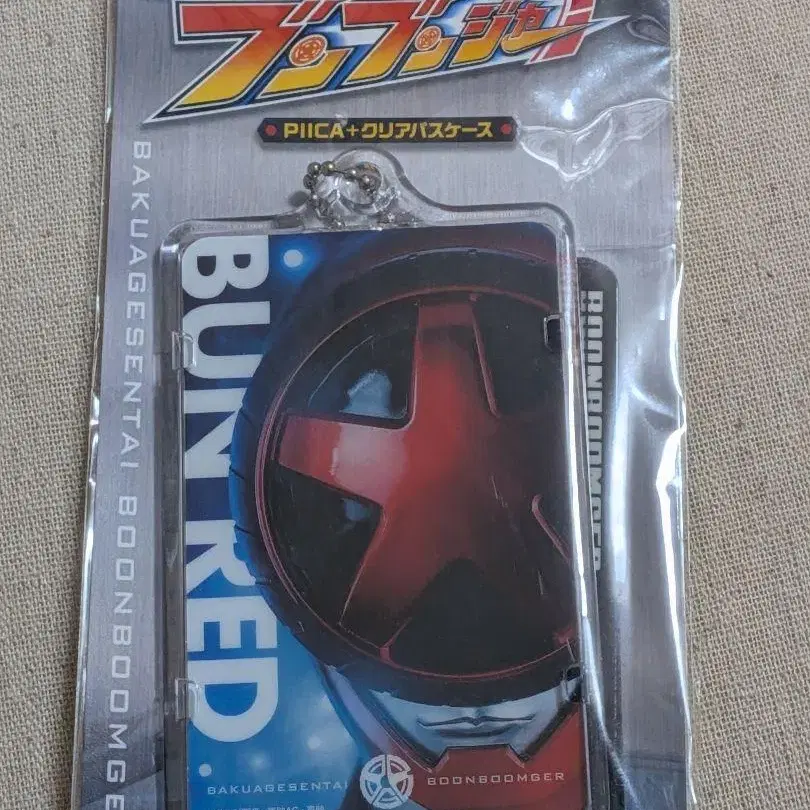 ブンブンジャー
PIICA+クリアパスケース
BAKUAGESENTAI BOONBOOMGE
BUN RED
BOONBOOMGER
BAKUAGESENTAI BOONBOOMGER